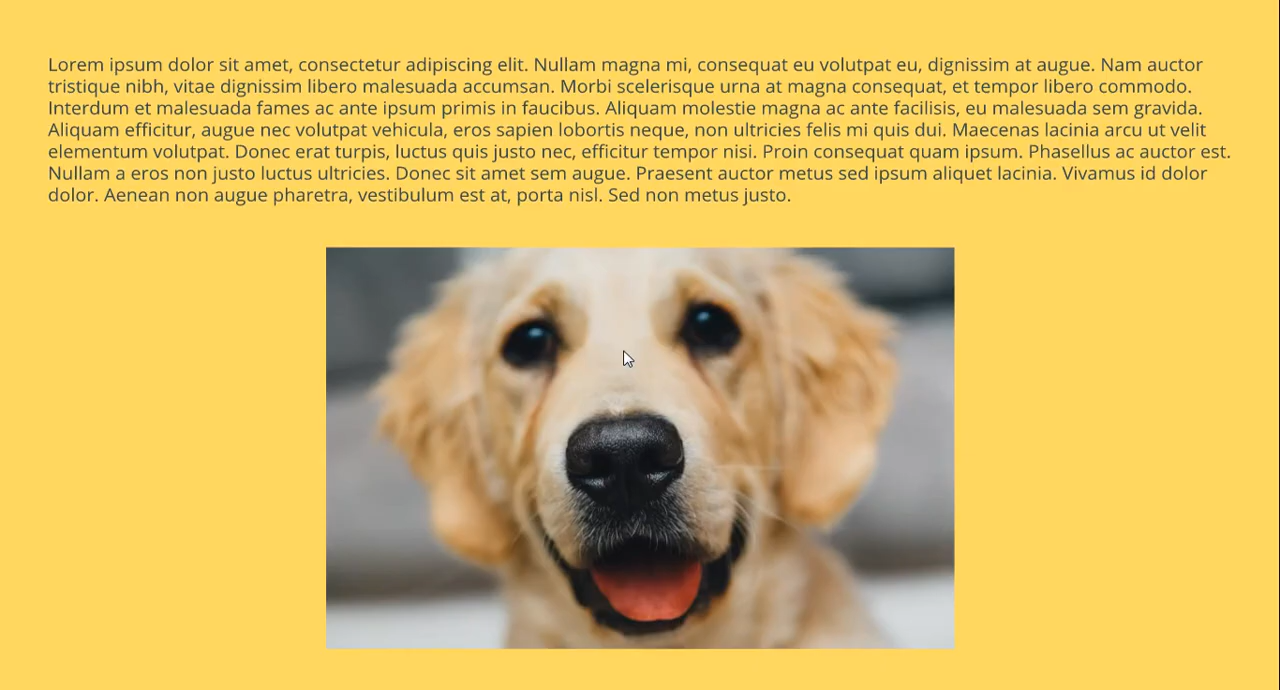 Lorem ipsum dolor sit amet, consectetur adipiscing elit. Nullam magna mi, consequat eu volutpat eu, dignissim at augue. Nam auctor
tristique nibh, vitae dignissim libero malesuada accumsan. Morbi scelerisque urna at magna consequat, et tempor libero commodo.
Interdum et malesuada fames ac ante ipsum primis in faucibus. Aliquam molestie magna ac ante facilisis, eu malesuada sem gravida.
Aliquam efficitur, augue nec volutpat vehicula, eros sapien lobortis neque, non ultricies felis mi quis dui. Maecenas lacinia arcu ut velit
elementum volutpat. Donec erat turpis, luctus quis justo nec, efficitur tempor nisi. Proin consequat quam ipsum. Phasellus ac auctor est.
Nullam a eros non justo luctus ultricies. Donec sit amet sem augue. Praesent auctor metus sed ipsum aliquet lacinia. Vivamus id dolor
dolor. Aenean non augue pharetra, vestibulum est at, porta nisl. Sed non metus justo.